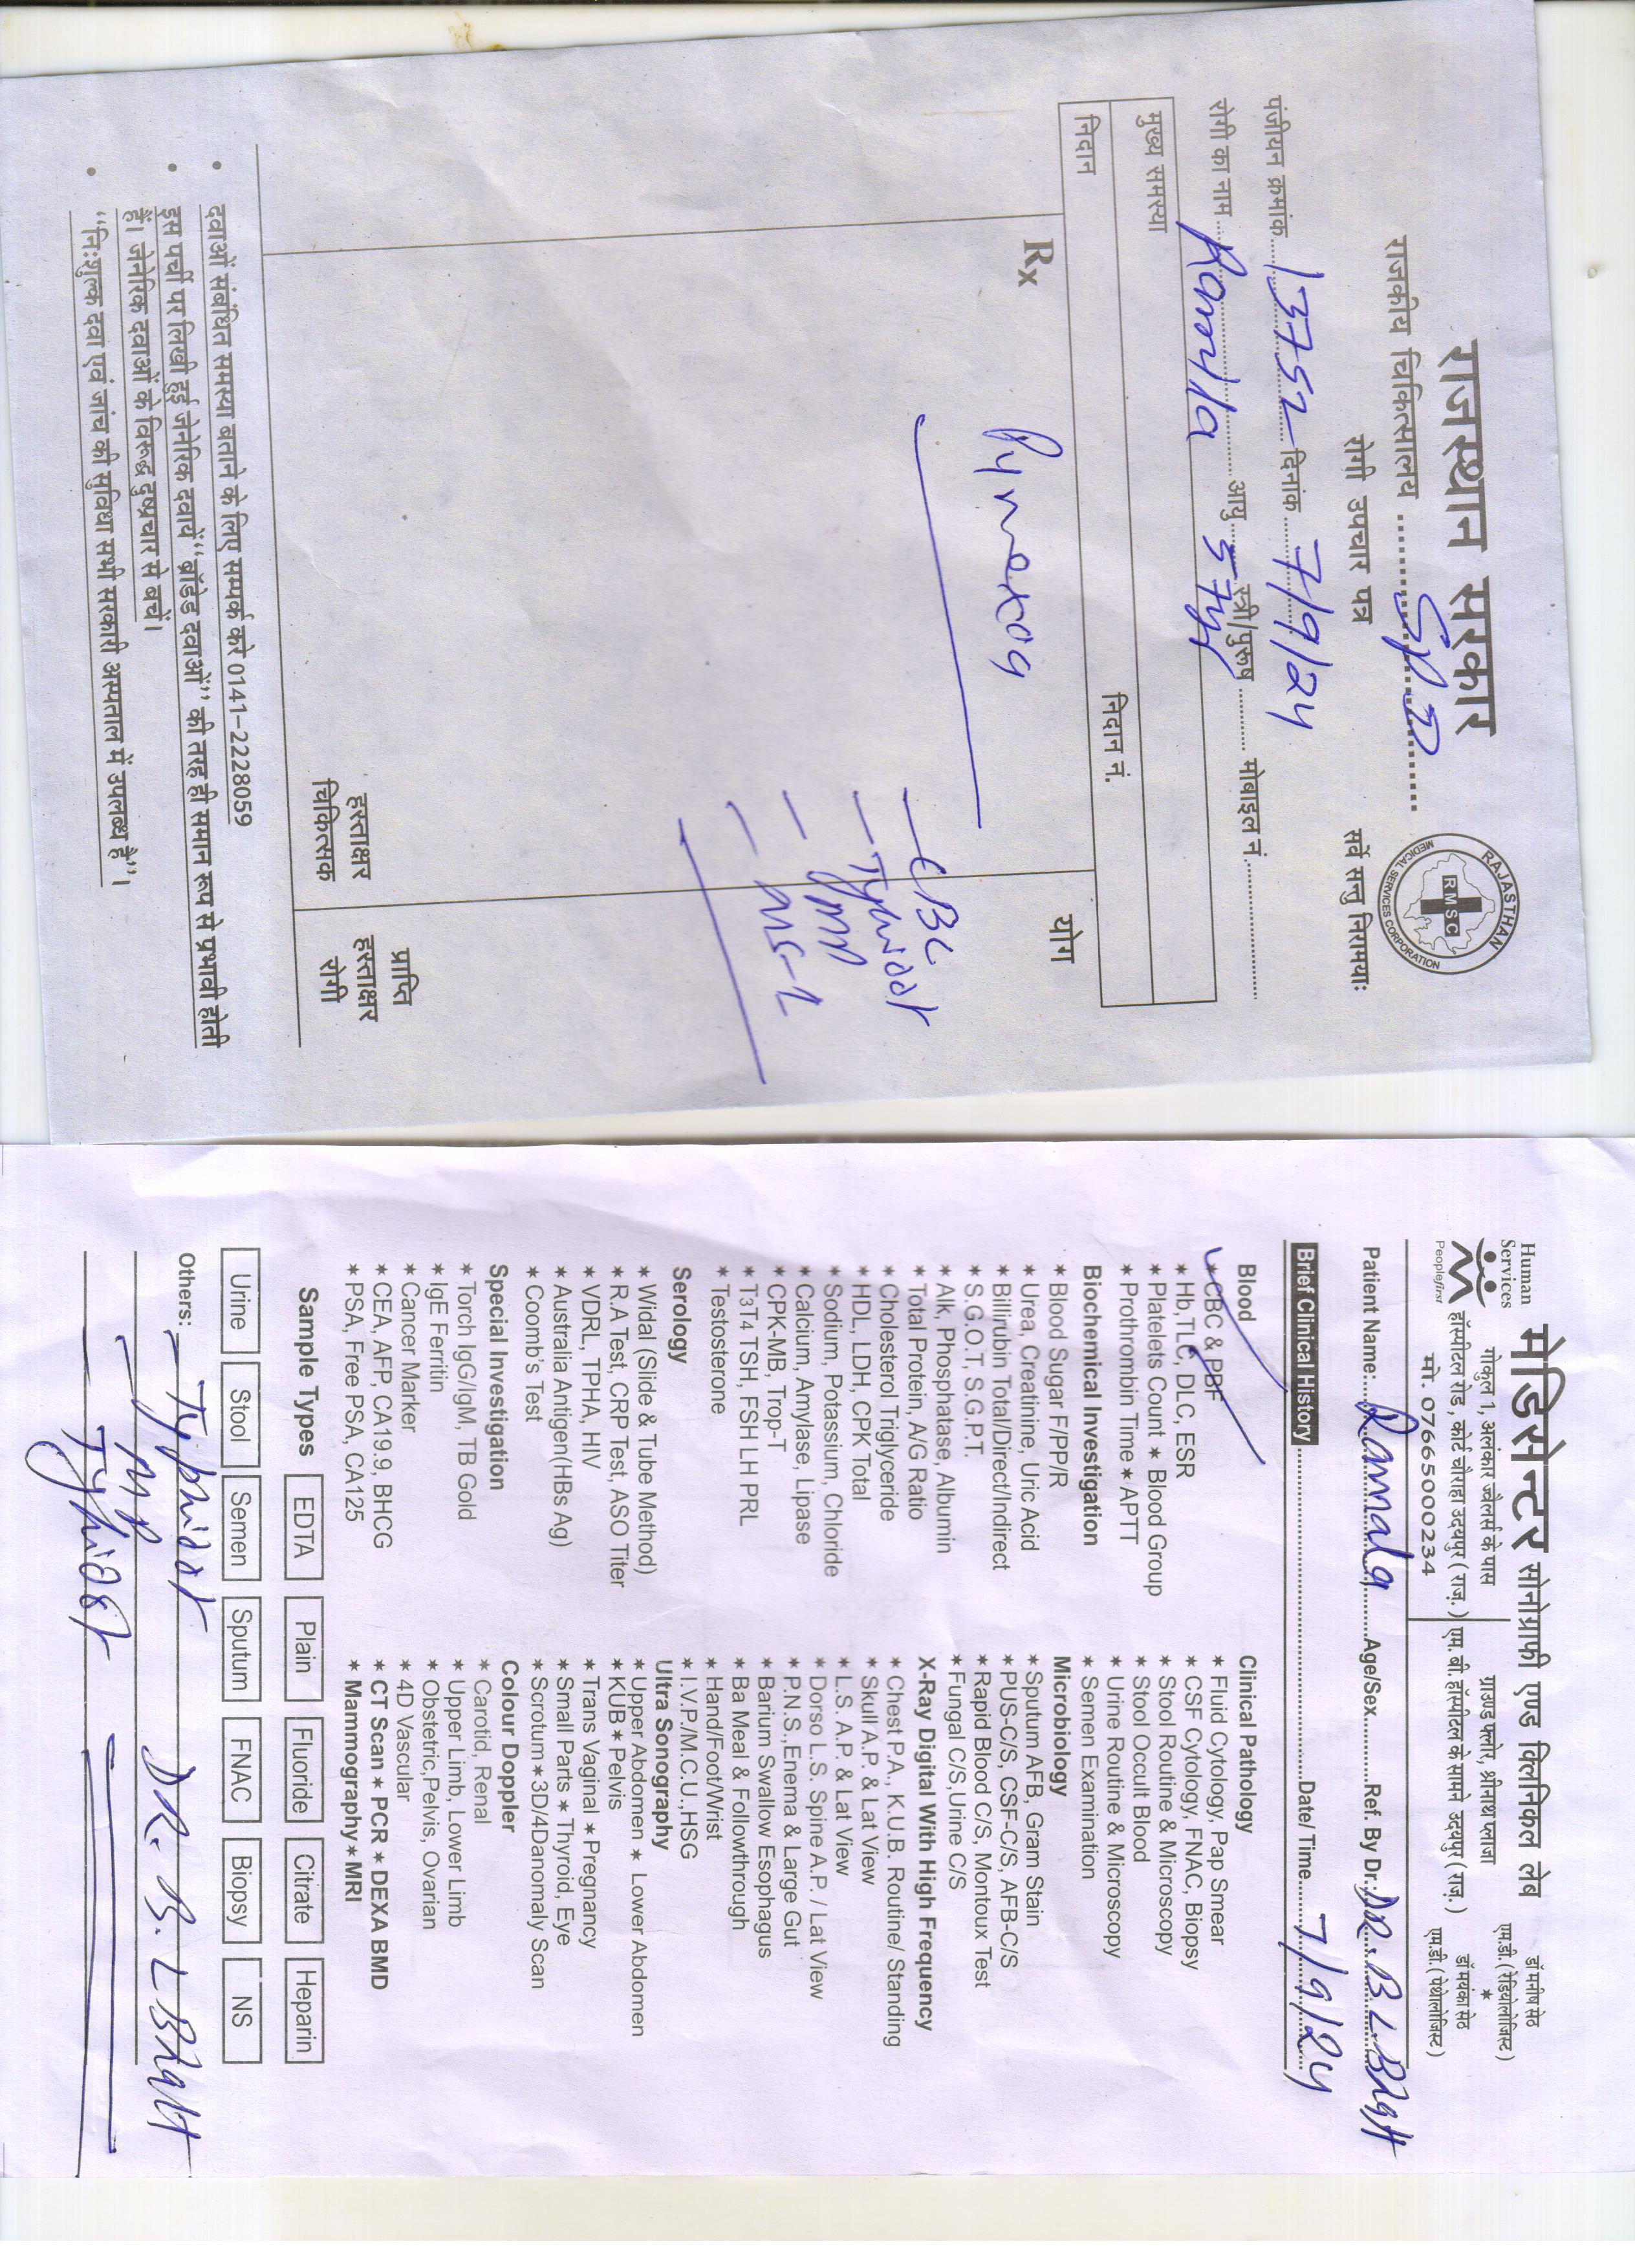 राजस्थान सरकार
राजकीय चिकित्सालय
रोगी उपचार पत्र
RAJASTHAN
RMSC
MEDICAL SERVICES CORPORATION
सर्वे सन्तु निरामयाः
पंजीयन क्रमांक 13752 दिनांक 7/9/24
रोगी का नाम Ramila आयु 57yr स्त्री/पुरूष मोबाइल नं.
मुख्य समस्या
निदान निदान नं.
Rx योग
CBC
Typhidot
हस्ताक्षर चिकित्सक
प्राप्ति हस्ताक्षर रोगी
• दवाओं संबंधित समस्या बताने के लिए सम्पर्क करे 0141-2228059
• इस पर्ची पर लिखी हुई जेनेरिक दवायें “ब्रॉंडेड दवाओं” की तरह ही समान रूप से प्रभावी होती
हैं। जेनेरिक दवाओं के विरूद्ध दुष्प्रचार से बचें।
• “निःशुल्क दवा एवं जांच की सुविधा सभी सरकारी अस्पताल में उपलब्ध है”।
Human Services
Peoplefirst
मेडिसेन्टर सोनोग्राफी एण्ड क्लिनिकल लेब
गोकुल 1, अलंकार ज्वैलर्स के पास
हॉस्पीटल रोड, कोर्ट चौराहा उदयपुर ( राज. )
मो. 07665000234
ग्राउण्ड फ्लोर, श्रीनाथ प्लाजा
एम. बी. हॉस्पीटल के सामने उदयपुर ( राज. )
डॉ मनीष सेठ
एम.डी. ( रेडियोलोजिस्ट )
★
डॉ मयंका सेठ
एम.डी. ( पेथोलोजिस्ट )
Patient Name: Ramala Age/Sex Ref. By Dr.: DR. B L. Bhatt
Brief Clinical History Date/ Time 7/9/24
Blood
★ CBC & PBF
★ Hb,TLC, DLC, ESR
★ Platelets Count ★ Blood Group
★ Prothrombin Time ★ APTT
Biochemical Investigation
★ Blood Sugar F/PP/R
★ Urea, Creatinine, Uric Acid
★ Billirubin Total/Direct/Indirect
★ S.G.O.T, S.G.P.T.
★ Alk, Phosphatase, Albumin
★ Total Protein, A/G Ratio
★ Cholesterol Triglyceride
★ HDL, LDH, CPK Total
★ Sodium, Potassium, Chloride
★ Calcium, Amylase, Lipase
★ CPK-MB, Trop-T
★ T3T4 TSH, FSH LH PRL
★ Testosterone
Serology
★ Widal (Slide & Tube Method)
★ R.A Test, CRP Test, ASO Titer
★ VDRL, TPHA, HIV
★ Australia Antigen(HBs Ag)
★ Coomb's Test
Special Investigation
★ Torch IgG/IgM, TB Gold
★ IgE Ferritin
★ Cancer Marker
★ CEA, AFP, CA19.9, BHCG
★ PSA, Free PSA, CA125
Clinical Pathology
★ Fluid Cytology, Pap Smear
★ CSF Cytology, FNAC, Biopsy
★ Stool Routine & Microscopy
★ Stool Occult Blood
★ Urine Routine & Microscopy
★ Semen Examination
Microbiology
★ Sputum AFB, Gram Stain
★ PUS-C/S, CSF-C/S, AFB-C/S
★ Rapid Blood C/S, Montoux Test
★ Fungal C/S,Urine C/S
X-Ray Digital With High Frequency
★ Chest P.A., K.U.B. Routine/ Standing
★ Skull A.P. & Lat View
★ L.S. A.P. & Lat View
★ Dorso L.S. Spine A.P. / Lat View
★ P.N.S.,Enema & Large Gut
★ Barium Swallow Esophagus
★ Ba Meal & Followthrough
★ Hand/Foot/Wrist
★ I.V.P./M.C.U.,HSG
Ultra Sonography
★ Upper Abdomen ★ Lower Abdomen
★ KUB ★ Pelvis
★ Trans Vaginal ★ Pregnancy
★ Small Parts ★ Thyroid, Eye
★ Scrotum ★ 3D/4Danomaly Scan
Colour Doppler
★ Carotid, Renal
★ Upper Limb, Lower Limb
★ Obstetric,Pelvis, Ovarian
★ 4D Vascular
★ CT Scan ★ PCR ★ DEXA BMD
★ Mammography ★ MRI
Sample Types EDTA Plain Fluoride Citrate Heparin
Urine Stool Semen Sputum FNAC Biopsy NS
Others: Typhidot DR. B. L Bhatt
MP
Typhidot